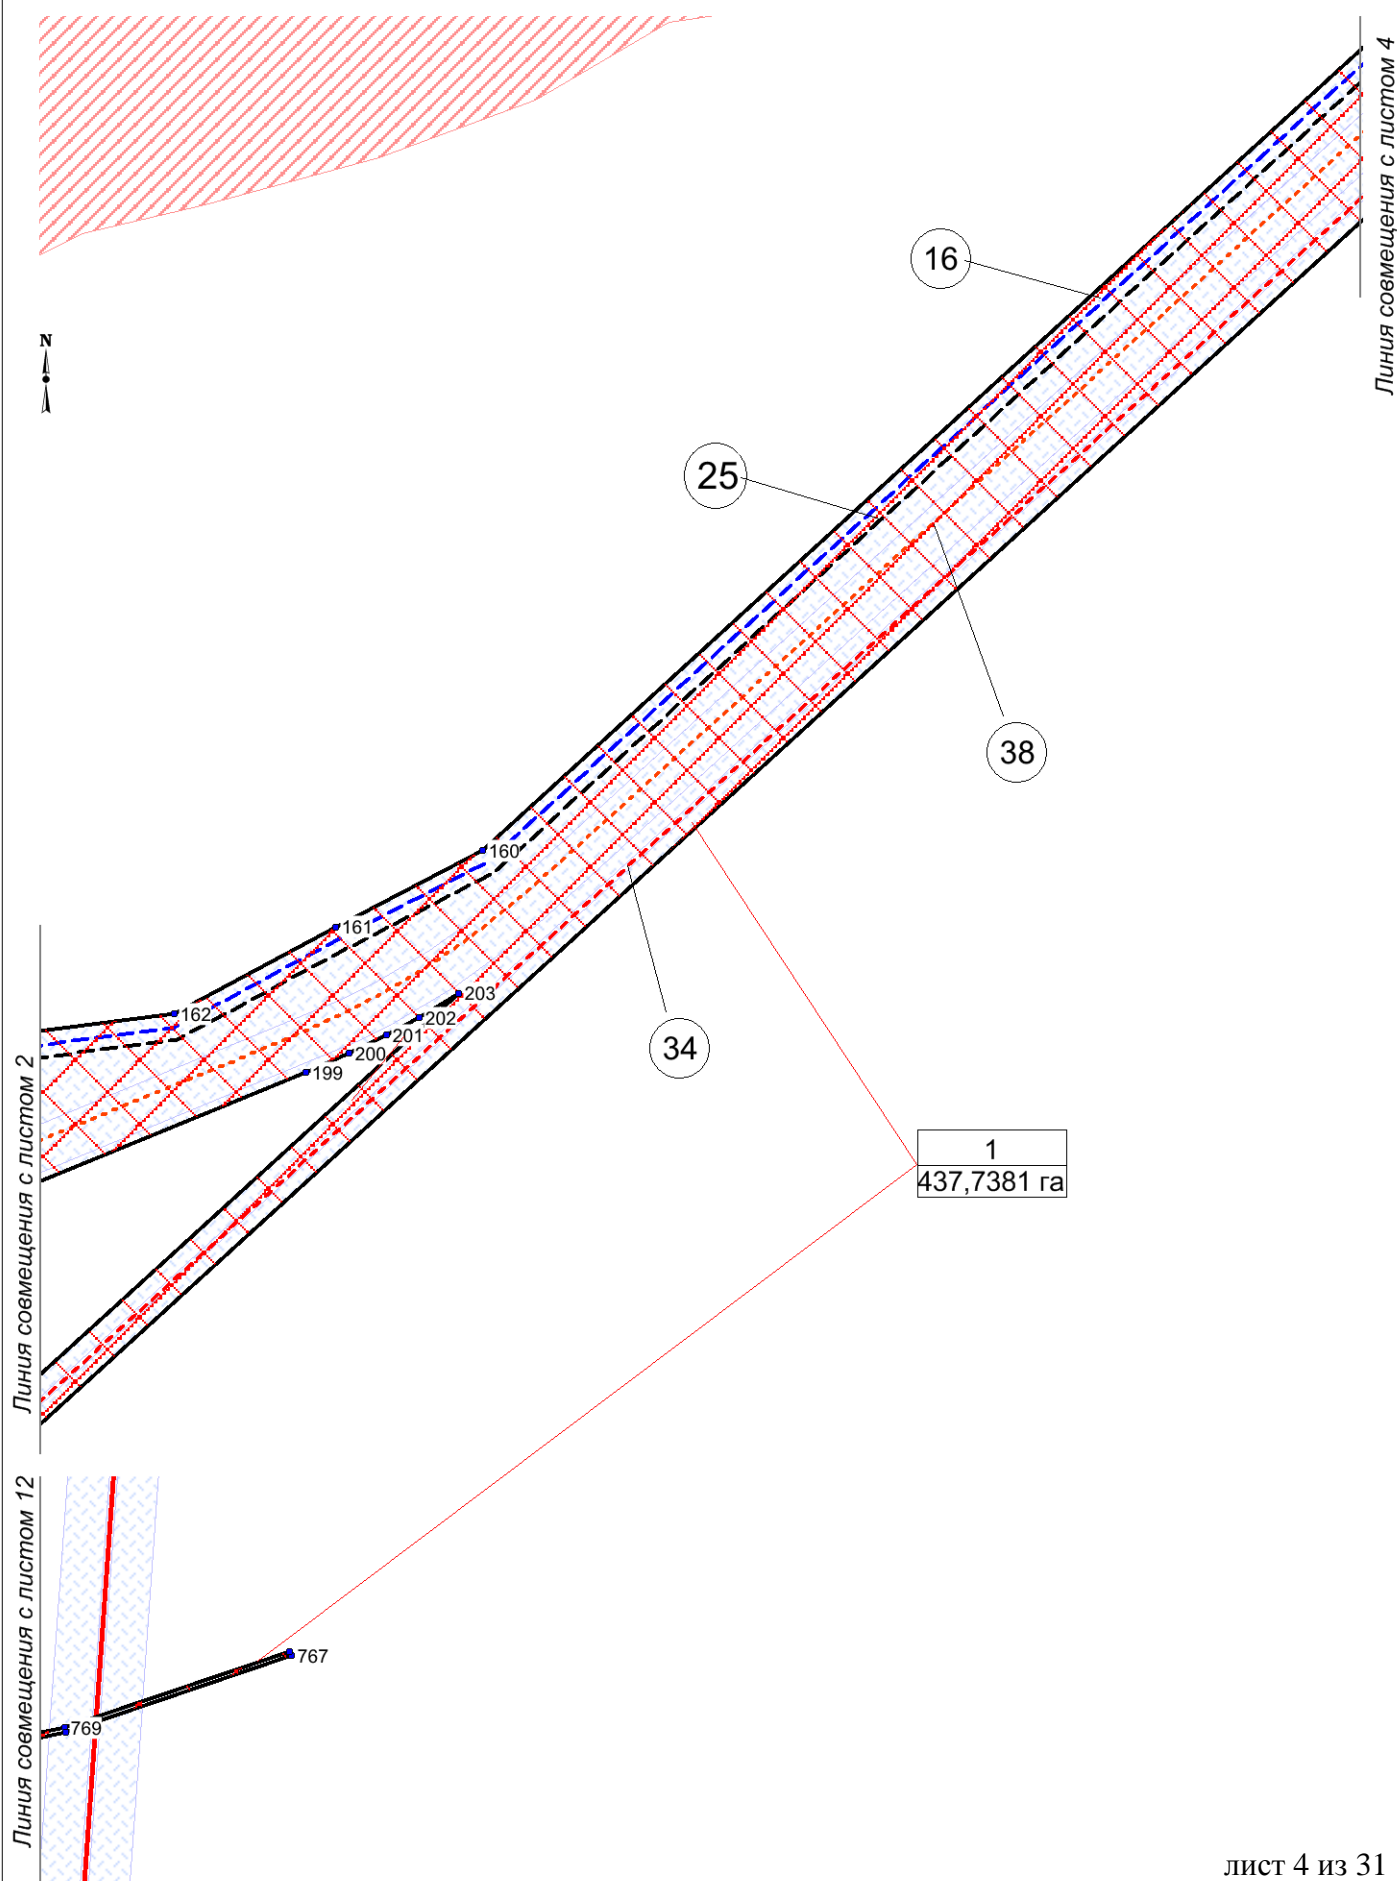 Линия совмещения с листом 4
N
16
25
38
160
161
162
203
202
201
200
199
34
1
437,7381 га
Линия совмещения с листом 2
Линия совмещения с листом 12
767
769
лист 4 из 31